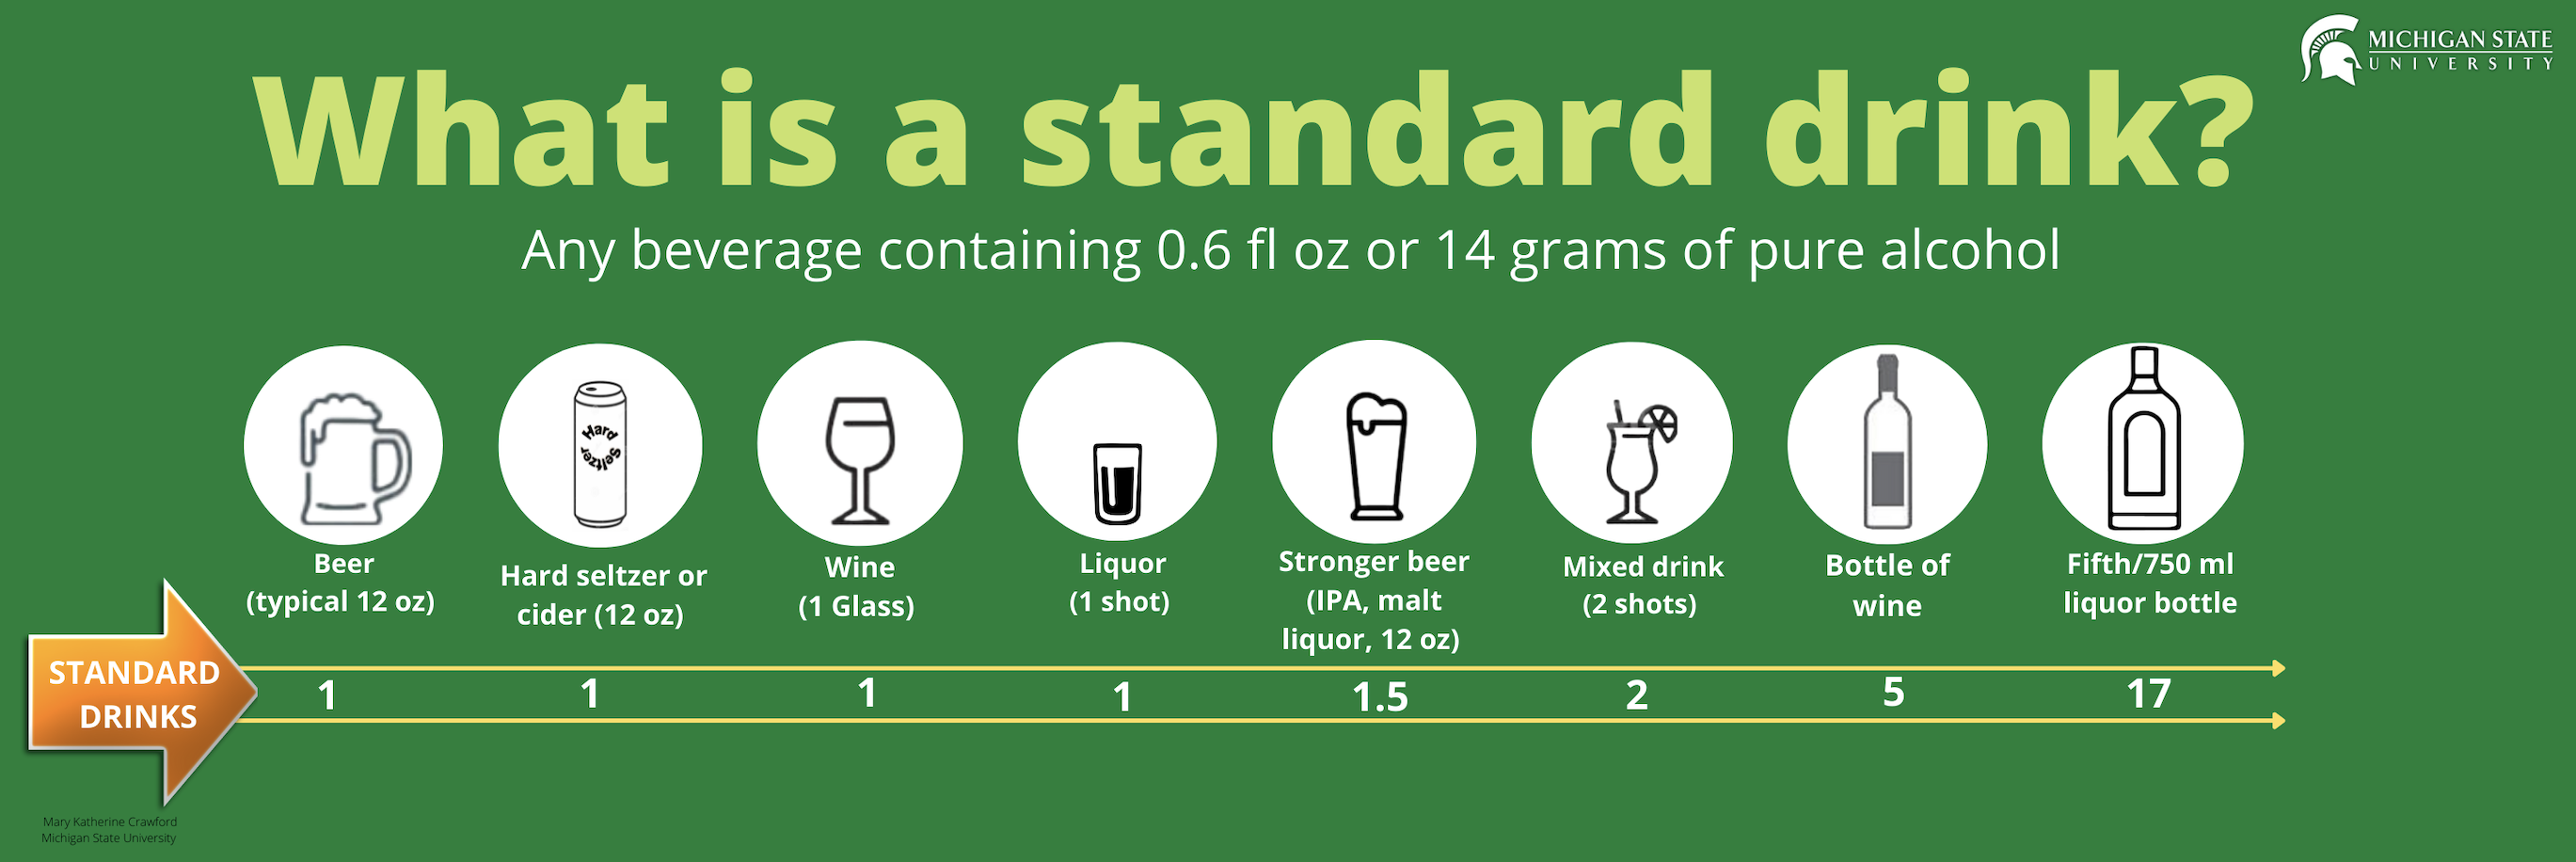 MICHIGAN STATE
UNIVERSITY
What is a standard drink?
Any beverage containing 0.6 fl oz or 14 grams of pure alcohol
Hard
Seltzer
Beer
(typical 12 oz)
Hard seltzer or
cider (12 oz)
Wine
(1 Glass)
Liquor
(1 shot)
Stronger beer
(IPA, malt
liquor, 12 oz)
Mixed drink
(2 shots)
Bottle of
wine
Fifth/750 ml
liquor bottle
STANDARD
DRINKS
1
1
1
1
1.5
2
5
17
Mary Katherine Crawford
Michigan State University